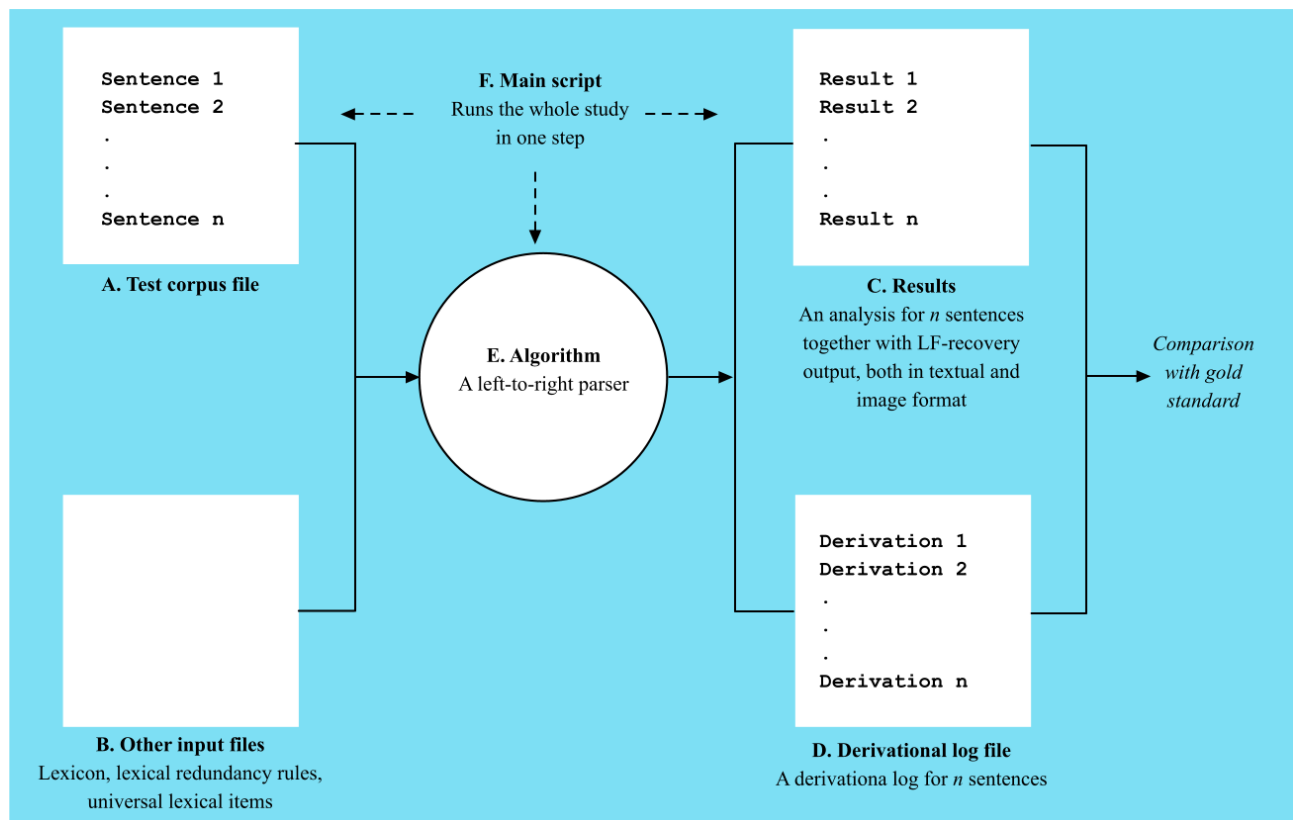 Sentence 1
Sentence 2
.
.
.
Sentence n
A. Test corpus file
F. Main script
Runs the whole study
in one step
Result 1
Result 2
.
.
.
Result n
C. Results
An analysis for n sentences
together with LF-recovery
output, both in textual and
image format
E. Algorithm
A left-to-right parser
Comparison
with gold
standard
B. Other input files
Lexicon, lexical redundancy rules,
universal lexical items
Derivation 1
Derivation 2
.
.
.
Derivation n
D. Derivational log file
A derivationa log for n sentences